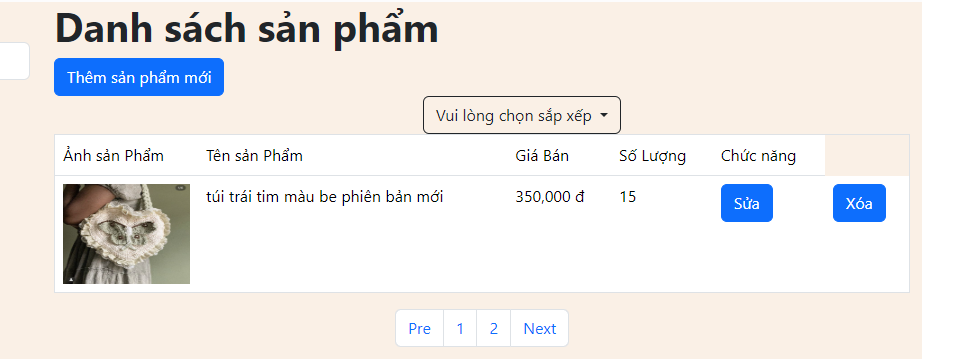 Danh sách sản phẩm
Thêm sản phẩm mới
Vui lòng chọn sắp xếp
Ảnh sản Phẩm Tên sản Phẩm Giá Bán Số Lượng Chức năng
túi trái tim màu be phiên bản mới 350,000 đ 15 Sửa Xóa
Pre 1 2 Next